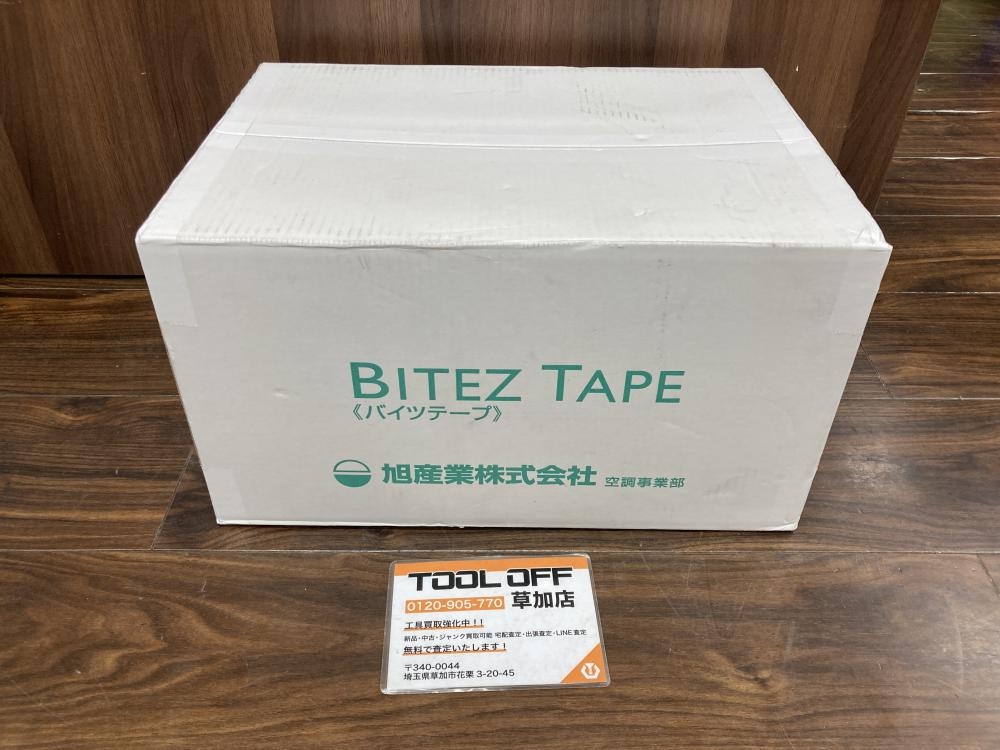 BITEZ TAPE
《バイツテープ》
旭産業株式会社 空調事業部
TOOL OFF
0120-905-770 草加店
工具買取強化中！！
新品・中古・ジャンク買取可能 宅配査定・出張査定・LINE査定
無料で査定いたします！
〒340-0044
埼玉県草加市花栗 3-20-45